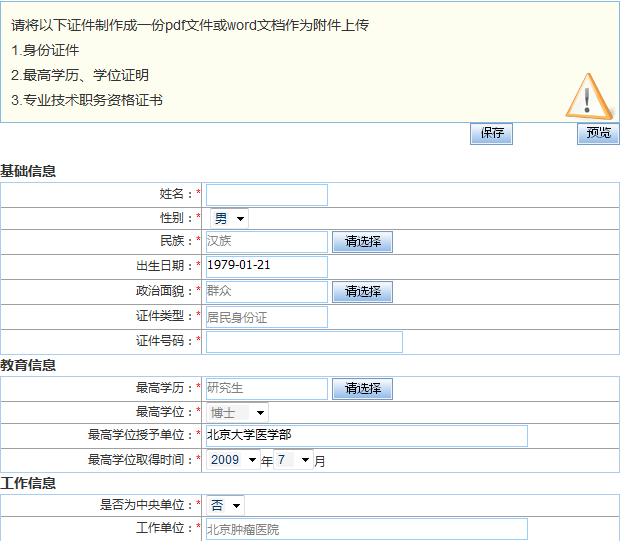 请将以下证件制作成一份pdf文件或word文档作为附件上传
1.身份证件
2.最高学历、学位证明
3.专业技术职务资格证书
保存 预览
基础信息
姓名：*
性别：* 男
民族：* 汉族 请选择
出生日期：* 1979-01-21
政治面貌：* 群众 请选择
证件类型：* 居民身份证
证件号码：*
教育信息
最高学历：* 研究生 请选择
最高学位：* 博士
最高学位授予单位：* 北京大学医学部
最高学位取得时间：* 2009 年 7 月
工作信息
是否为中央单位：* 否
工作单位：* 北京肿瘤医院